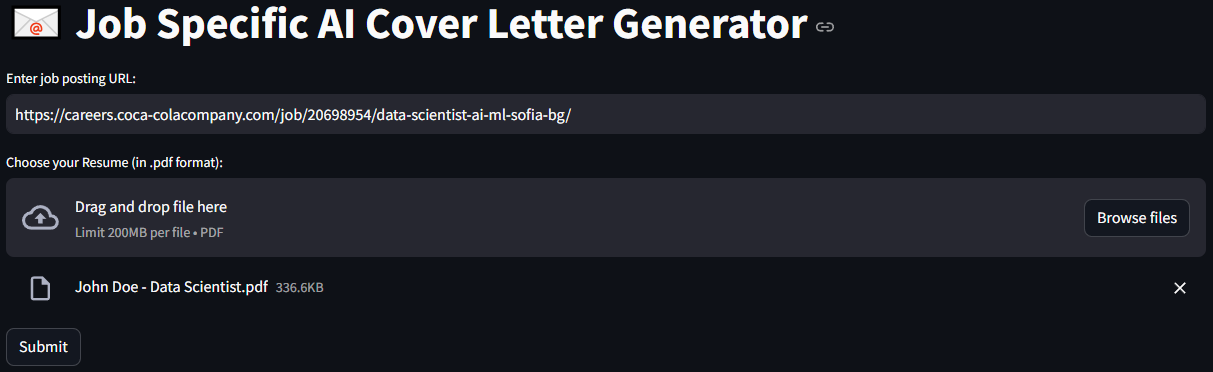 Job Specific AI Cover Letter Generator
Enter job posting URL:
https://careers.coca-colacompany.com/job/20698954/data-scientist-ai-ml-sofia-bg/
Choose your Resume (in .pdf format):
Drag and drop file here
Limit 200MB per file • PDF
Browse files
John Doe - Data Scientist.pdf 336.6KB
Submit